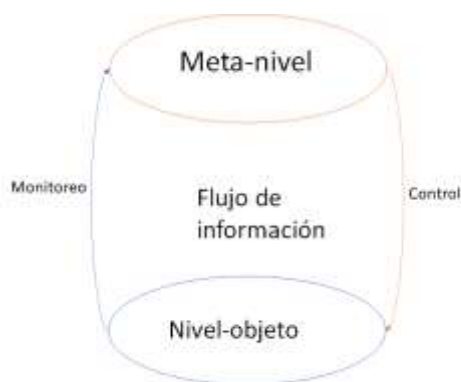 Meta-nivel
Monitoreo
Flujo de
información
Control
Nivel-objeto